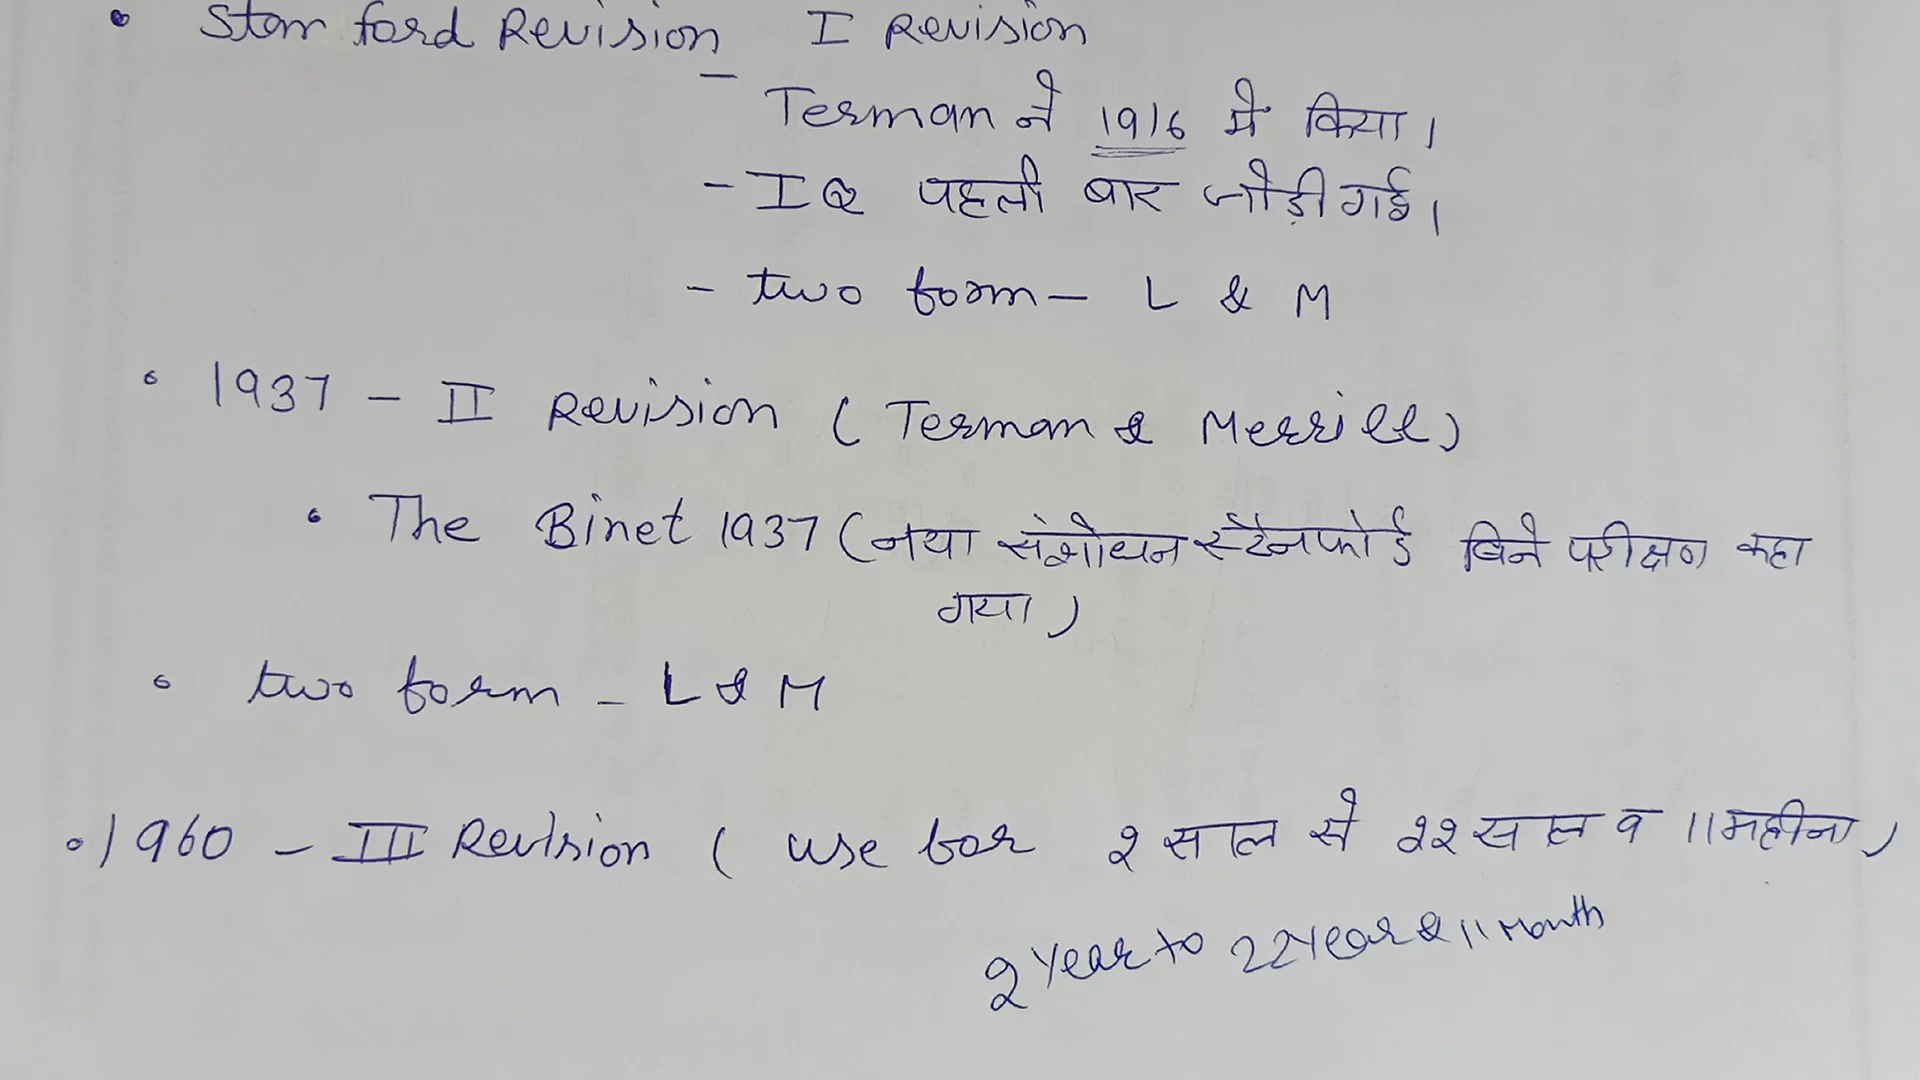 • Stanford Revision I Revision
- Terman ने 1916 में किया।
- IQ पहली बार जोड़ी गई।
- two form - L & M
• 1937 - II Revision ( Terman & Merrill)
• The Binet 1937 (नया संशोधन स्टैनफोर्ड बिने परीक्षण कहा
गया)
• two form - L & M
• 1960 - III Revision ( use for २ साल से २२ साल व 11 महीना)
2 Year to 22 Year & 11 Month